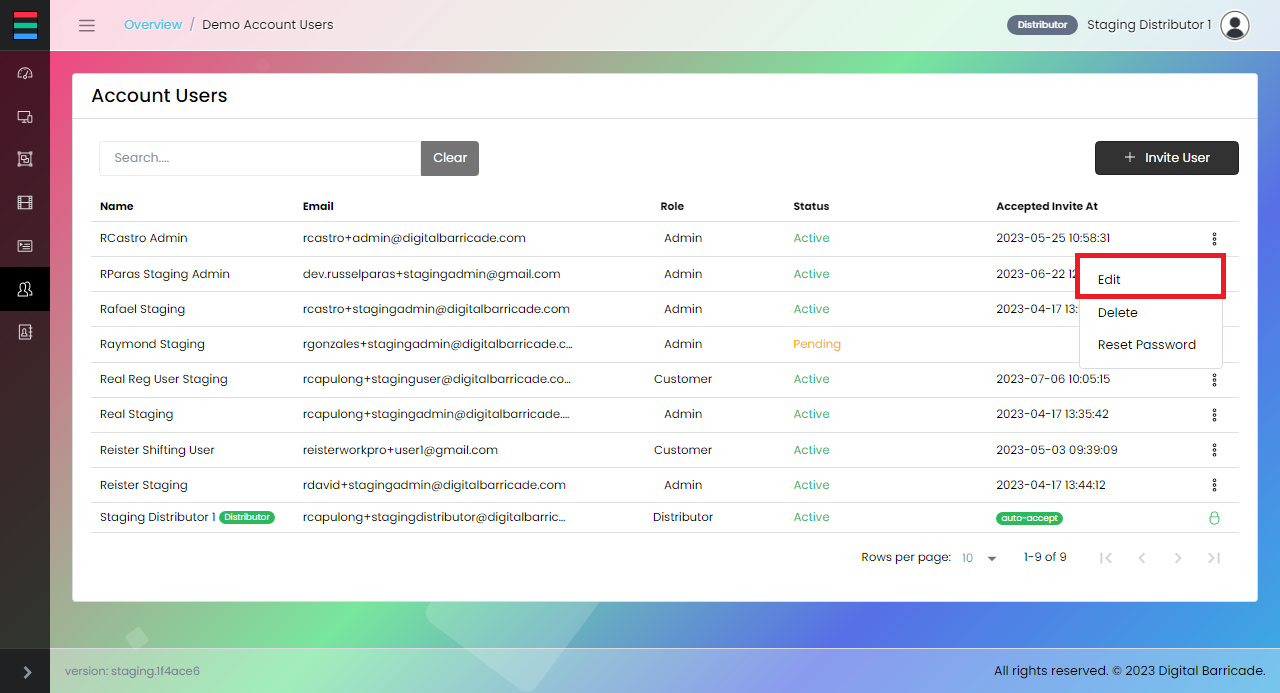 Overview / Demo Account Users
Distributor Staging Distributor 1
Account Users
Search.... Clear
+ Invite User
Name Email Role Status Accepted Invite At
RCastro Admin rcastro+admin@digitalbarricade.com Admin Active 2023-05-25 10:58:31
RParas Staging Admin dev.russelparas+stagingadmin@gmail.com Admin Active 2023-06-22 12
Rafael Staging rcastro+stagingadmin@digitalbarricade.com Admin Active 2023-04-17 13:
Raymond Staging rgonzales+stagingadmin@digitalbarricade.c... Admin Pending
Edit
Delete
Reset Password
Real Reg User Staging rcapulong+staginguser@digitalbarricade.co... Customer Active 2023-07-06 10:05:15
Real Staging rcapulong+stagingadmin@digitalbarricade.... Admin Active 2023-04-17 13:35:42
Reister Shifting User reisterworkpro+user1@gmail.com Customer Active 2023-05-03 09:39:09
Reister Staging rdavid+stagingadmin@digitalbarricade.com Admin Active 2023-04-17 13:44:12
Staging Distributor 1 Distributor rcapulong+stagingdistributor@digitalbarric... Distributor Active auto-accept
Rows per page: 10 1-9 of 9
version: staging.1f4ace6
All rights reserved. © 2023 Digital Barricade.